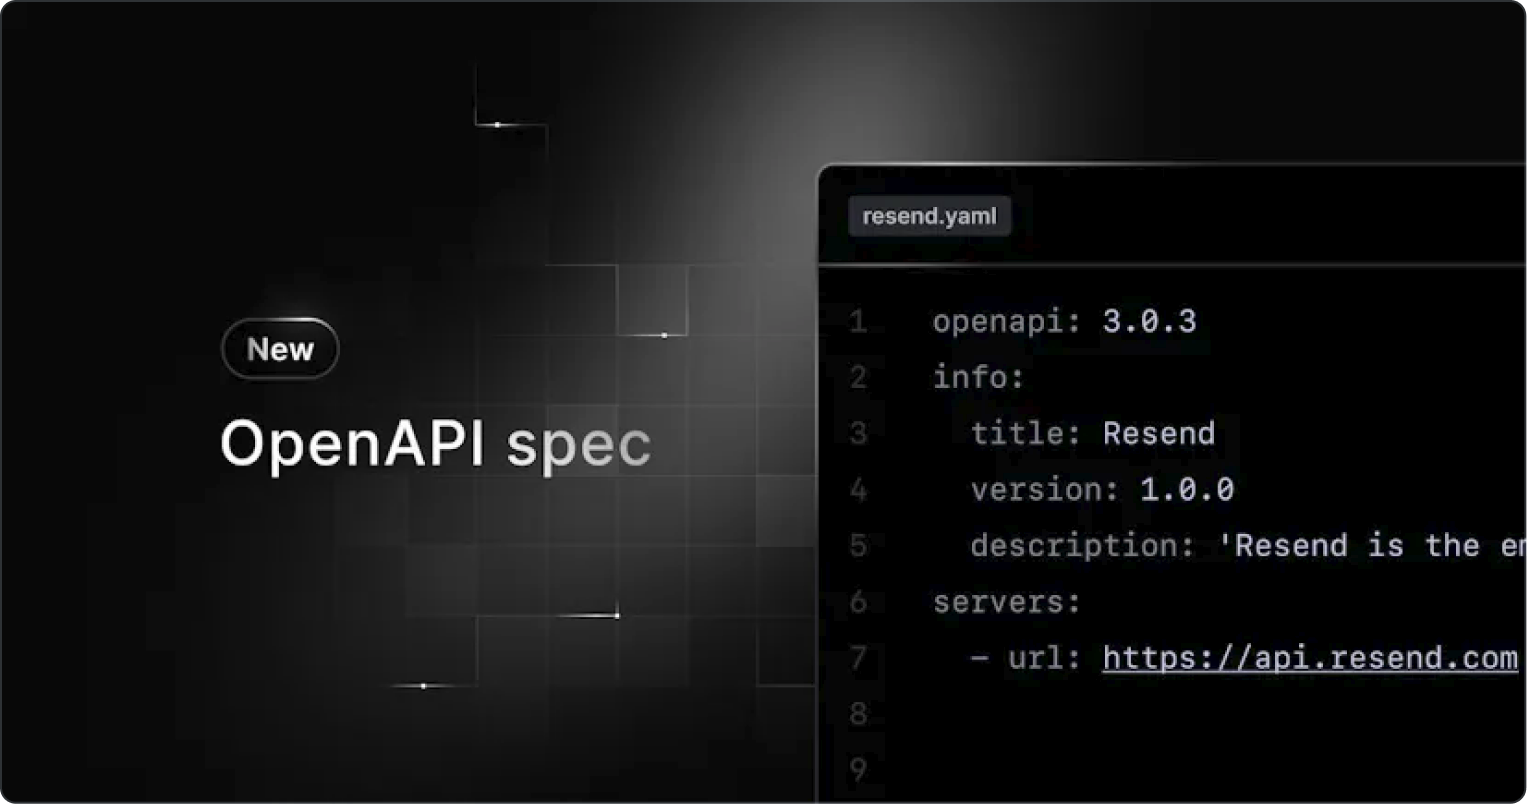 New
OpenAPI spec
resend.yaml
1 openapi: 3.0.3
2 info:
3 title: Resend
4 version: 1.0.0
5 description: 'Resend is the
6 servers:
7 – url: https://api.resend.com
8
9